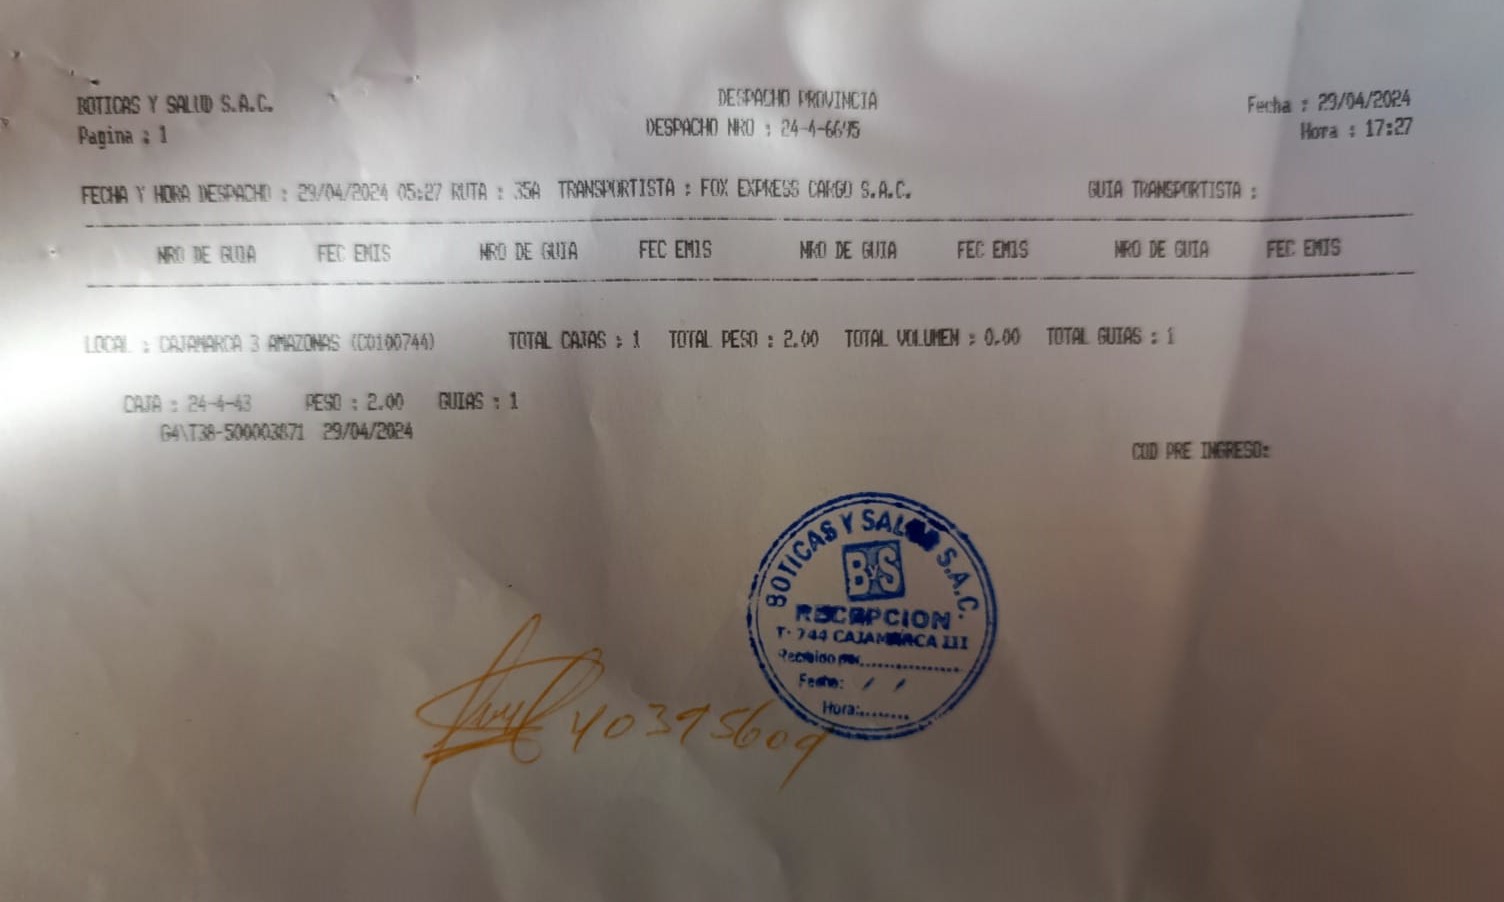 BOTICAS Y SALUD S.A.C. DESPACHO PROVINCIA Fecha : 29/04/2024
Pagina : 1 DESPACHO NRO : 24-4-6645 Hora : 17:27
FECHA Y HORA DESPACHO : 29/04/2024 05:27 RUTA : 35A TRANSPORTISTA : FOX EXPRESS CARGO S.A.C. GUIA TRANSPORTISTA :
NRO DE GUIA FEC EMIS NRO DE GUIA FEC EMIS NRO DE GUIA FEC EMIS NRO DE GUIA FEC EMIS
LOCAL : CAJAMARCA 3 AMAZONAS (C0100744) TOTAL CAJAS : 1 TOTAL PESO : 2.00 TOTAL VOLUMEN : 0.00 TOTAL GUIAS : 1
CAJA : 24-4-43 PESO : 2.00 GUIAS : 1
G4\T38-500003871 29/04/2024
COD PRE INGRESO:
BOTICAS Y SALUD S.A.C.
ByS
RECEPCION
T- 744 CAJAMARCA III
Recibido por:
Fecha: / /
Hora:
40395609